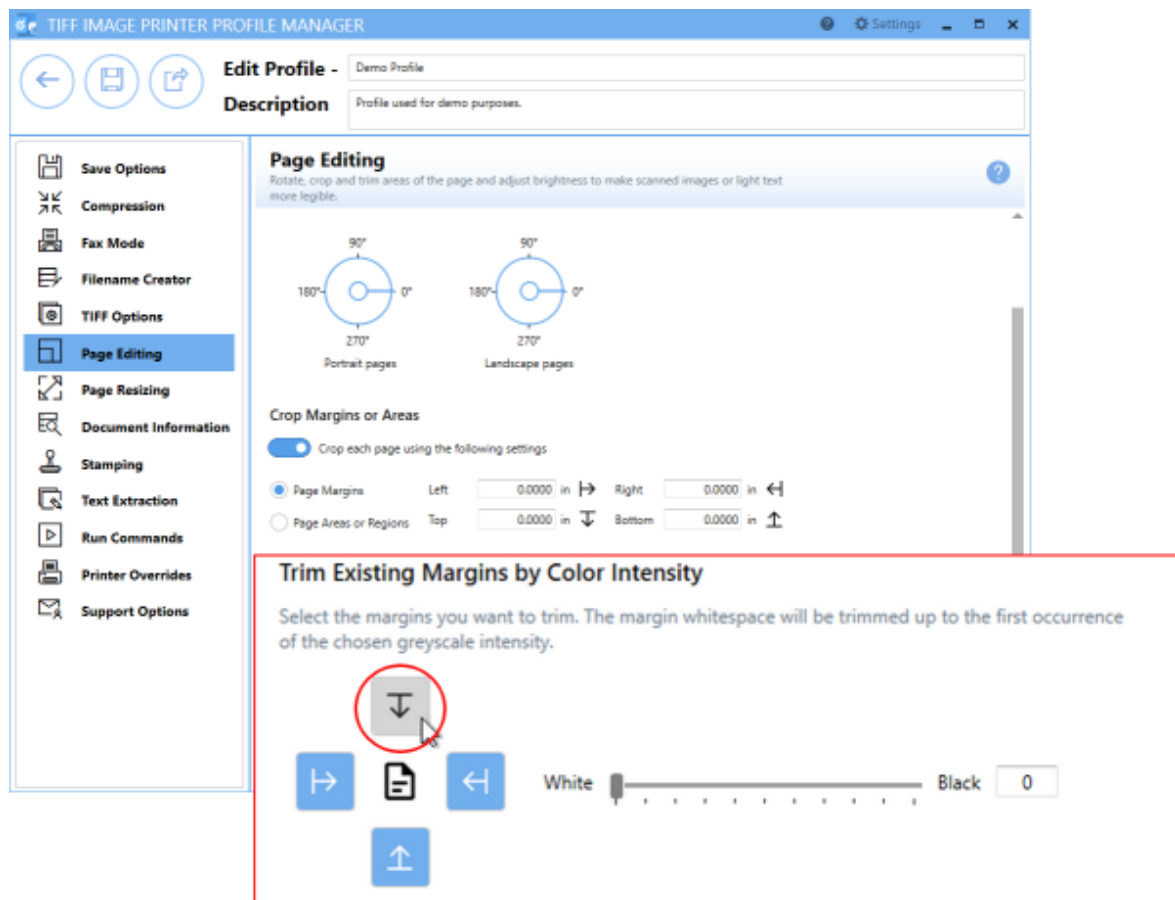 TIFF IMAGE PRINTER PROFILE MANAGER
Settings
Edit Profile - Demo Profile
Description Profile used for demo purposes.
Save Options
Compression
Fax Mode
Filename Creator
TIFF Options
Page Editing
Page Resizing
Document Information
Stamping
Text Extraction
Run Commands
Printer Overrides
Support Options
Page Editing
Rotate, crop and trim areas of the page and adjust brightness to make scanned images or light text
more legible.
?
90° 90°
180° 0° 180° 0°
270° 270°
Portrait pages Landscape pages
Crop Margins or Areas
Crop each page using the following settings
Page Margins Left 0.0000 in Right 0.0000 in
Page Areas or Regions Top 0.0000 in Bottom 0.0000 in
Trim Existing Margins by Color Intensity
Select the margins you want to trim. The margin whitespace will be trimmed up to the first occurrence
of the chosen greyscale intensity.
White Black 0